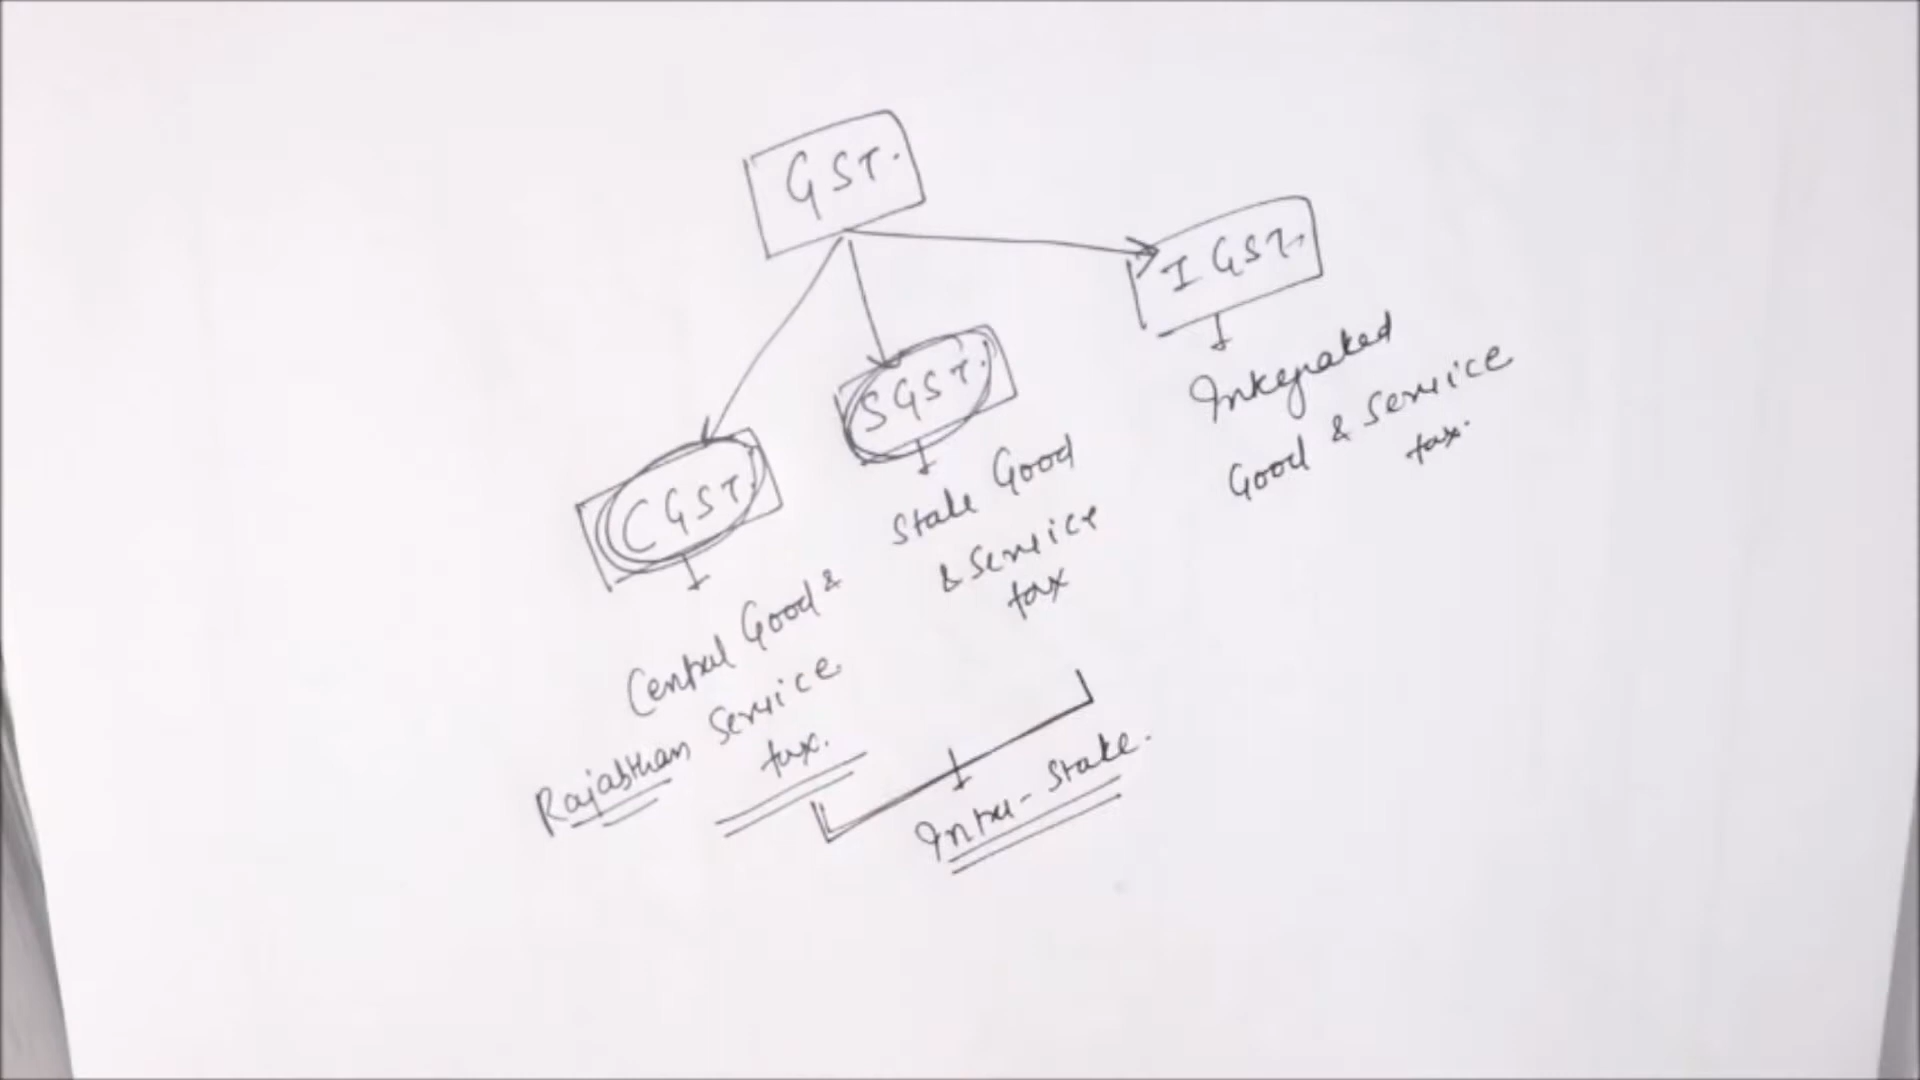 GST.
IGST.
Integrated
Good & Service
tax.
SGST.
State Good
& Service
tax
CGST.
Central Good &
Service
tax.
Rajasthan
Intra-State.